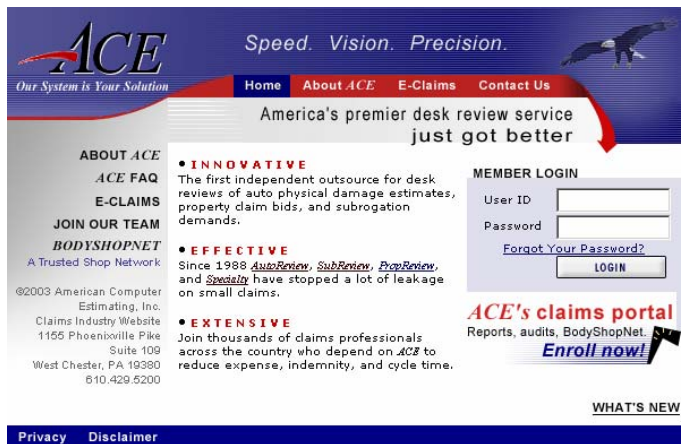 ACE
Our System is Your Solution
Speed. Vision. Precision.
Home About ACE E-Claims Contact Us
America's premier desk review service
just got better
ABOUT ACE
ACE FAQ
E-CLAIMS
JOIN OUR TEAM
BODYSHOPNET
A Trusted Shop Network
©2003 American Computer
Estimating, Inc.
Claims Industry Website
1155 Phoenixville Pike
Suite 109
West Chester, PA 19380
610.429.5200
• INNOVATIVE
The first independent outsource for desk
reviews of auto physical damage estimates,
property claim bids, and subrogation
demands.
• EFFECTIVE
Since 1988 AutoReview, SubReview, PropReview,
and Specialty have stopped a lot of leakage
on small claims.
• EXTENSIVE
Join thousands of claims professionals
across the country who depend on ACE to
reduce expense, indemnity, and cycle time.
MEMBER LOGIN
User ID
Password
Forgot Your Password?
LOGIN
ACE's claims portal
Reports, audits, BodyShopNet.
Enroll now!
WHAT'S NEW
Privacy Disclaimer